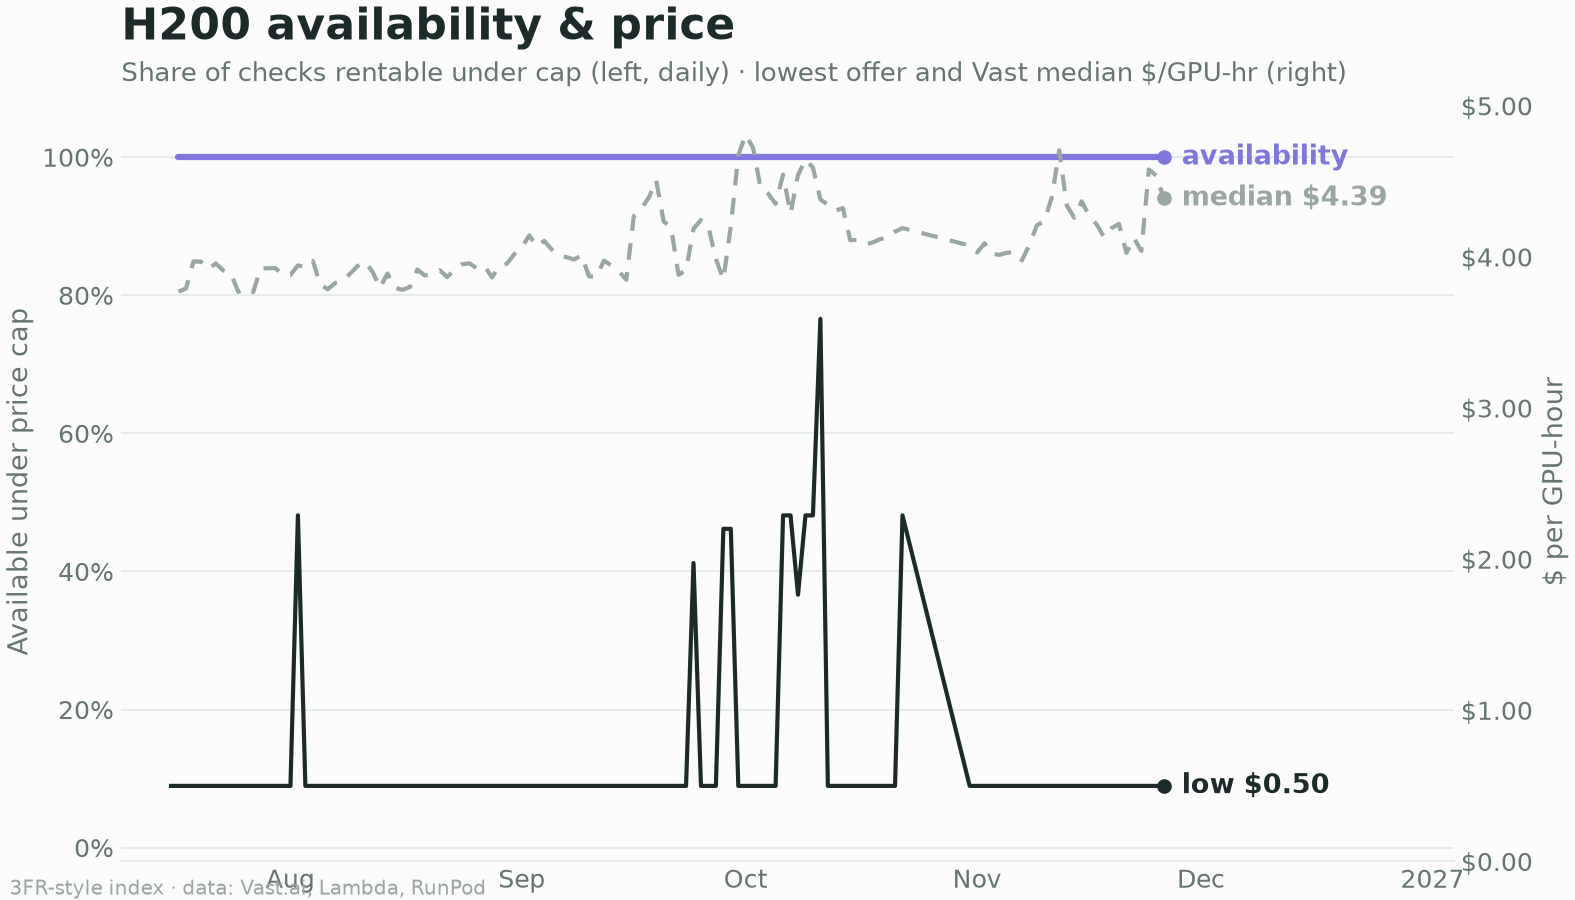 H200 availability & price
Share of checks rentable under cap (left, daily) · lowest offer and Vast median $/GPU-hr (right)
$5.00
100%
availability
median $4.39
$4.00
80%
Available under price cap
60%
$3.00
$ per GPU-hour
40%
$2.00
20%
$1.00
low $0.50
0%
$0.00
Aug
Sep
Oct
Nov
Dec
2027
3FR-style index · data: Vast.ai, Lambda, RunPod